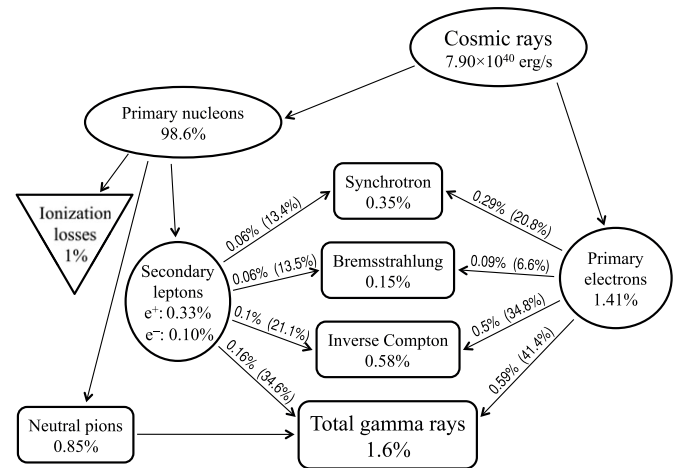 Cosmic rays
7.90×10⁴⁰ erg/s
Primary nucleons
98.6%
Ionization
losses
1%
Synchrotron
0.35%
0.06% (13.4%)
0.29% (20.8%)
Secondary
leptons
e⁺: 0.33%
e⁻: 0.10%
0.06% (13.5%)
Bremsstrahlung
0.15%
0.09% (6.6%)
Primary
electrons
1.41%
0.1% (21.1%)
Inverse Compton
0.58%
0.5% (34.8%)
0.16% (34.6%)
0.59% (41.4%)
Neutral pions
0.85%
Total gamma rays
1.6%